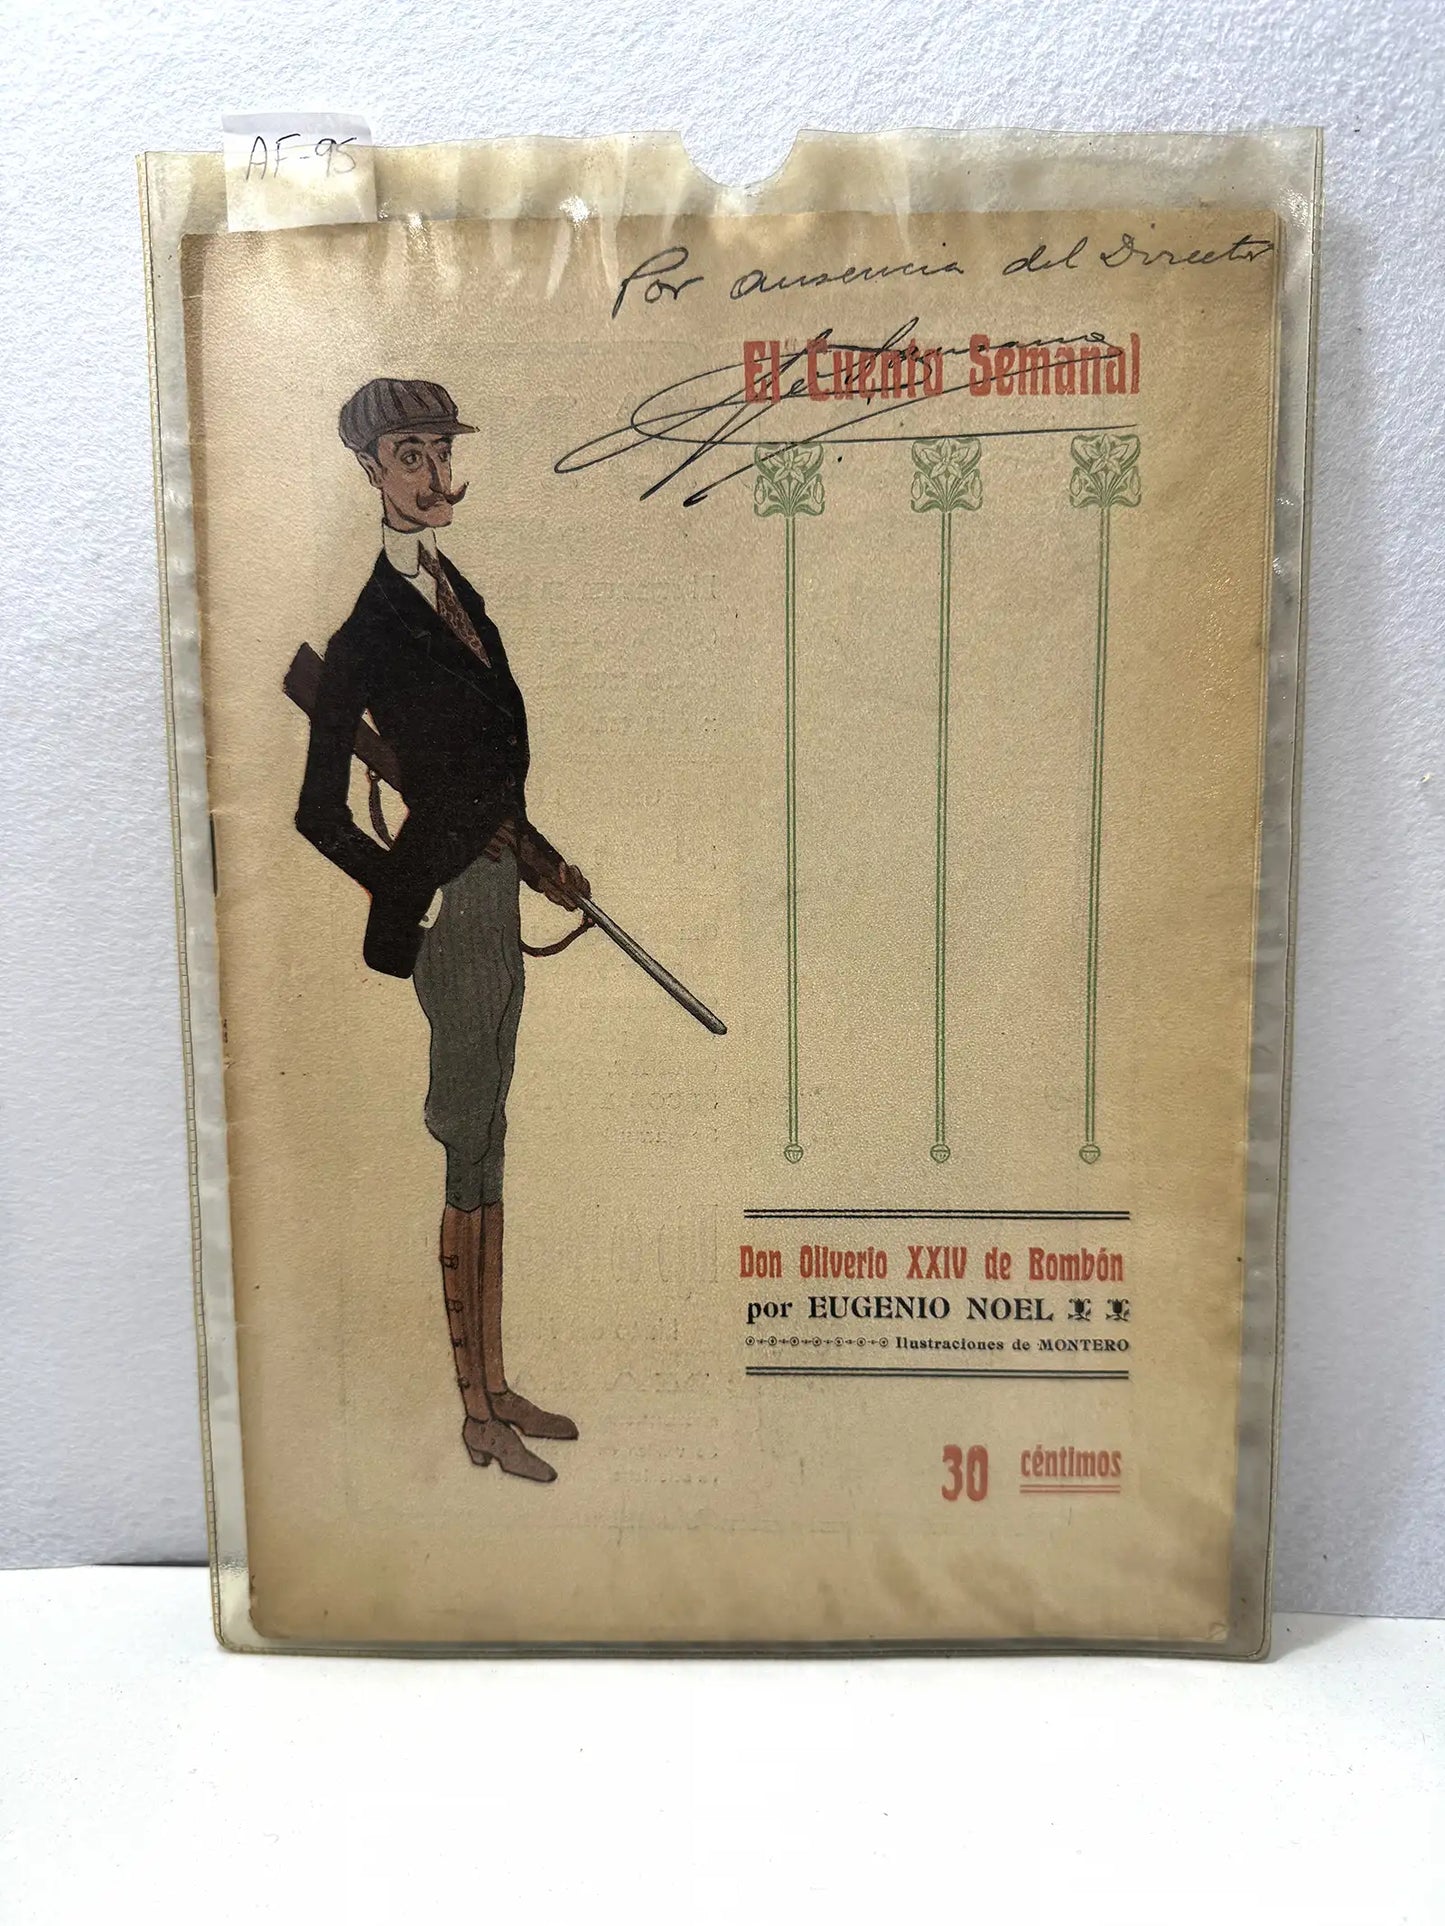 AF-95
Por ausencia del Director
El Cuento Semanal
Don Oliverio XXIV de Bombón
por EUGENIO NOEL
Ilustraciones de MONTERO
30 céntimos